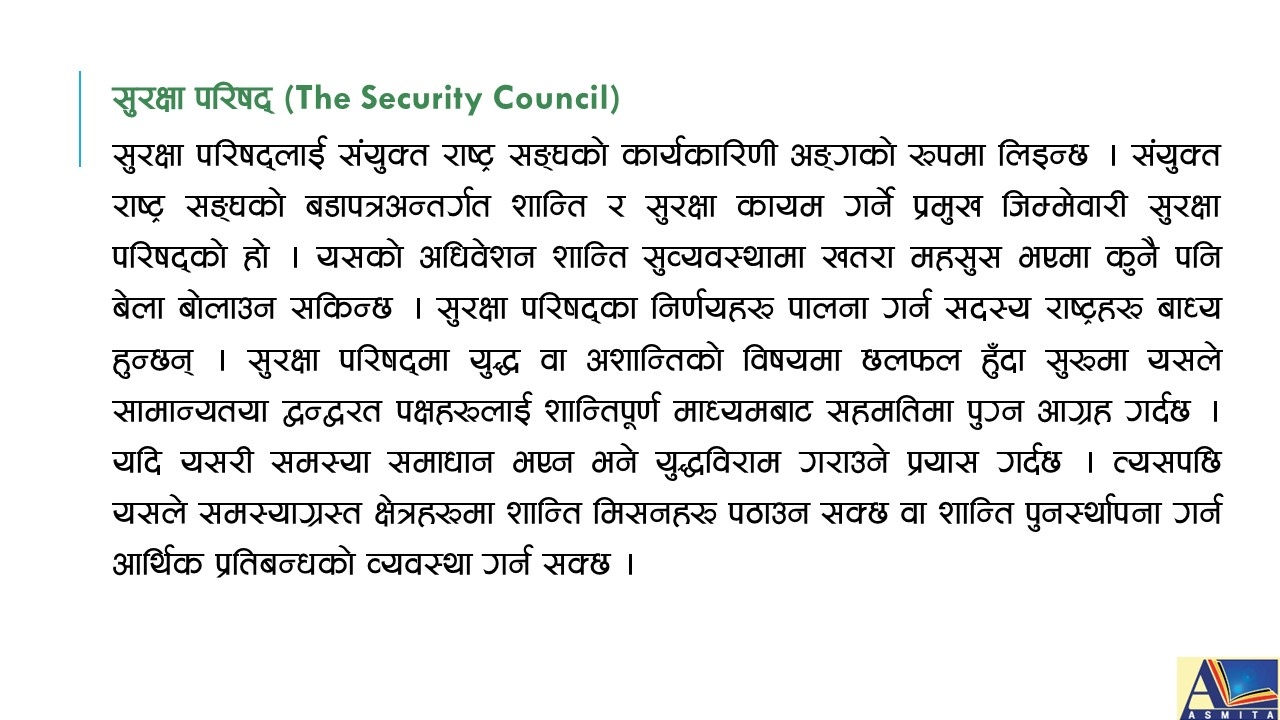 सुरक्षा परिषद् (The Security Council)
सुरक्षा परिषद्लाई संयुक्त राष्ट्र सङ्घको कार्यकारिणी अङ्गको रुपमा लिइन्छ । संयुक्त
राष्ट्र सङ्घको बडापत्रअन्तर्गत शान्ति र सुरक्षा कायम गर्ने प्रमुख जिम्मेवारी सुरक्षा
परिषद्को हो । यसको अधिवेशन शान्ति सुव्यवस्थामा खतरा महसुस भएमा कुनै पनि
बेला बोलाउन सकिन्छ । सुरक्षा परिषद्का निर्णयहरु पालना गर्न सदस्य राष्ट्रहरु बाध्य
हुन्छन् । सुरक्षा परिषद्मा युद्ध वा अशान्तिको विषयमा छलफल हुँदा सुरुमा यसले
सामान्यतया द्वन्द्वरत पक्षहरुलाई शान्तिपूर्ण माध्यमबाट सहमतिमा पुग्न आग्रह गर्दछ ।
यदि यसरी समस्या समाधान भएन भने युद्धविराम गराउने प्रयास गर्दछ । त्यसपछि
यसले समस्याग्रस्त क्षेत्रहरुमा शान्ति मिसनहरु पठाउन सक्छ वा शान्ति पुनर्स्थापना गर्न
आर्थिक प्रतिबन्धको व्यवस्था गर्न सक्छ ।
ASMITA